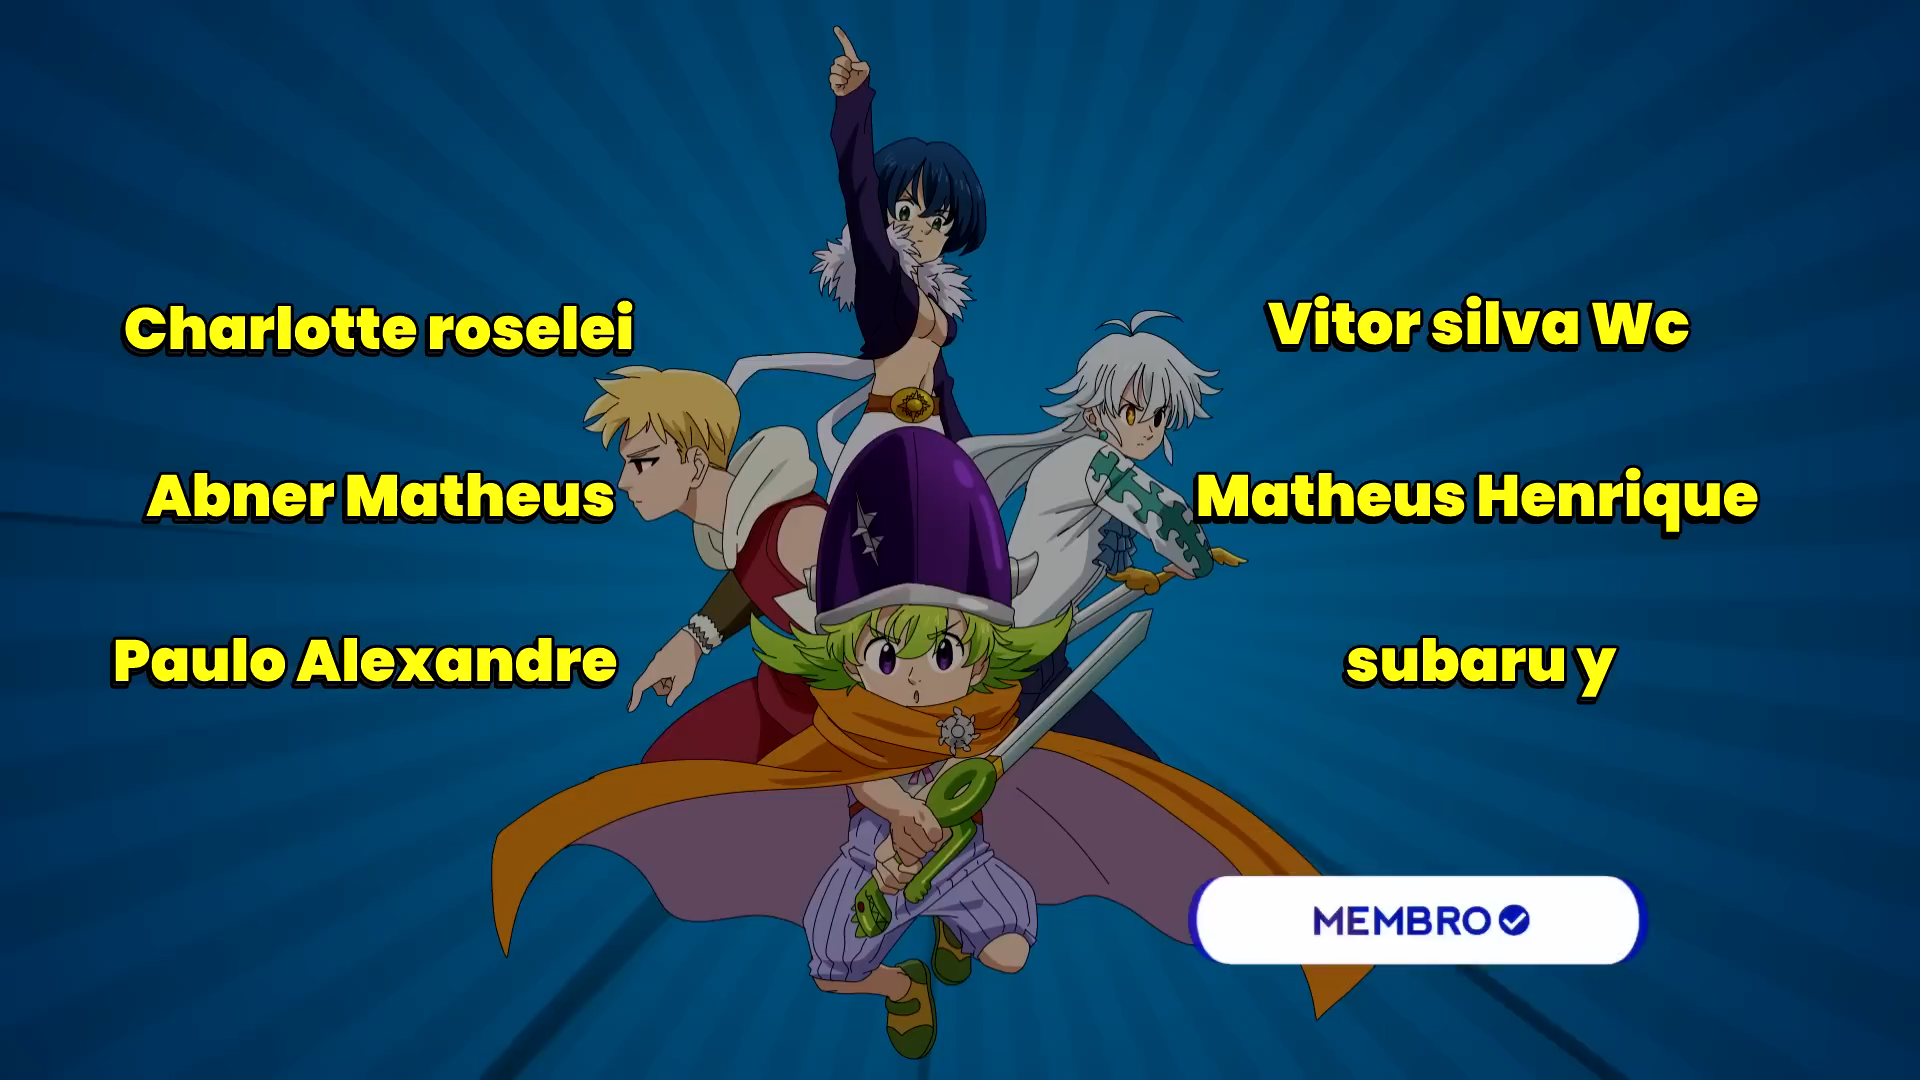 Charlotte roselei
Vitor silva Wc
Abner Matheus
Matheus Henrique
Paulo Alexandre
subaru y
MEMBRO